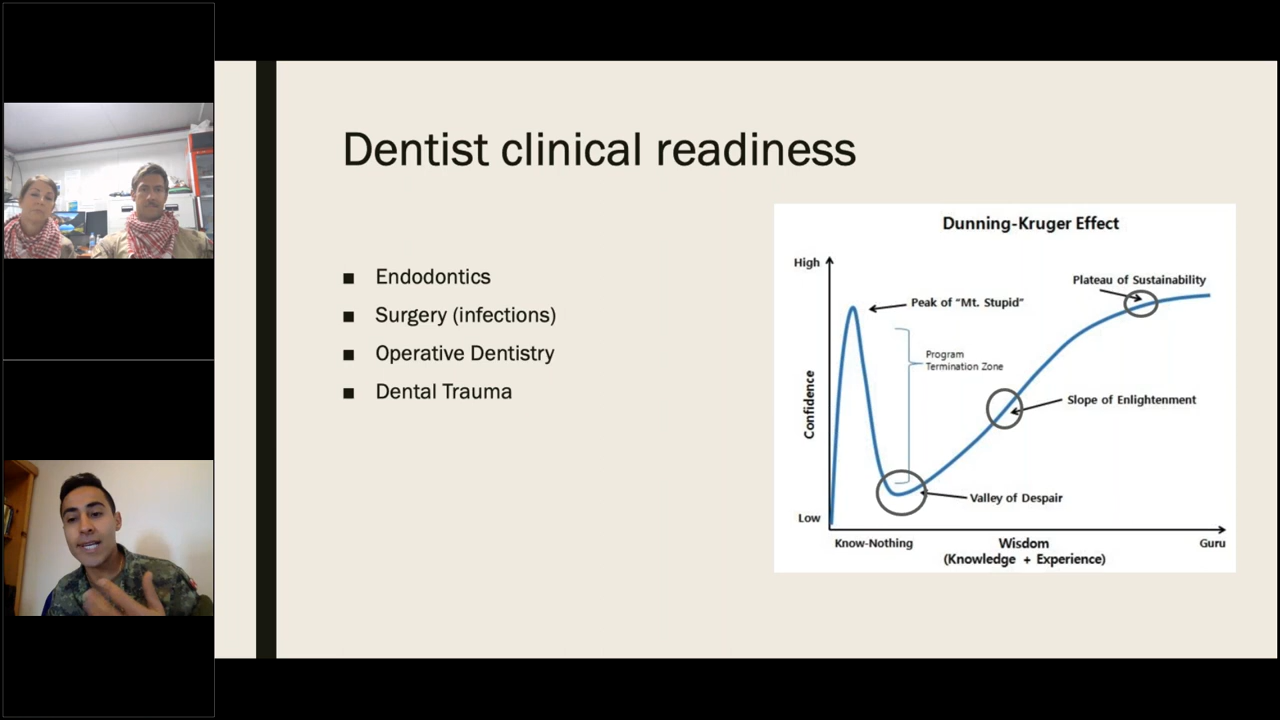 Dentist clinical readiness
■ Endodontics
■ Surgery (infections)
■ Operative Dentistry
■ Dental Trauma
Dunning-Kruger Effect
High
Plateau of Sustainability
Peak of “Mt. Stupid”
Program
Termination Zone
Confidence
Slope of Enlightenment
Valley of Despair
Low
Know-Nothing
Wisdom
(Knowledge + Experience)
Guru